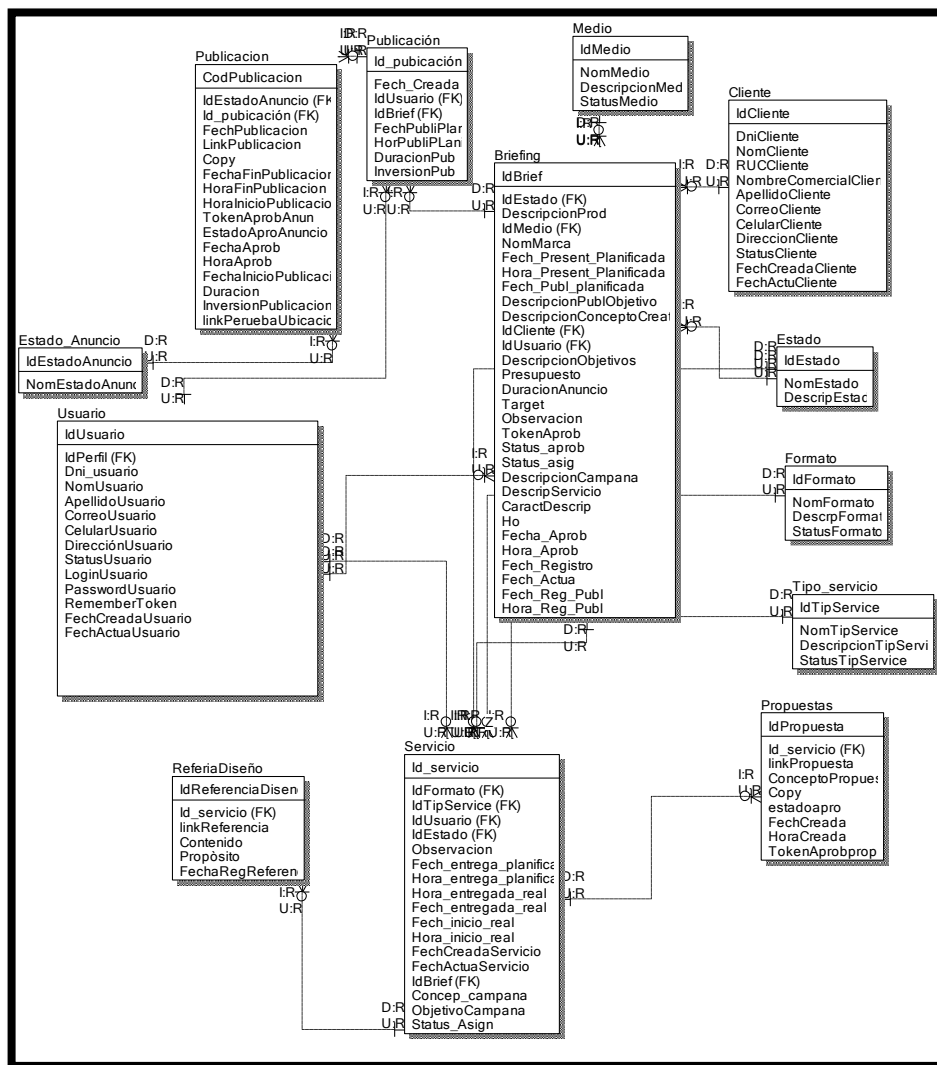 Publicacion
CodPublicacion
IdEstadoAnuncio (FK
Id_pubicación (FK)
FechPublicacion
LinkPublicacion
Copy
FechaFinPublicacion
HoraFinPublicacion
HoraInicioPublicacio
TokenAprobAnun
EstadoAproAnuncio
FechaAprob
HoraAprob
FechaInicioPublicaci
Duracion
InversionPublicacion
linkPeruebaUbicacio
I:R
U:R
D:R
U:R
Publicación
Id_pubicación
Fech_Creada
IdUsuario (FK)
IdBrief (FK)
FechPubliPlan
HorPubliPLani
DuracionPub
InversionPub
I:R
U:R
I:R
U:R
Medio
IdMedio
NomMedio
DescripcionMed
StatusMedio
D:R
U:R
Cliente
IdCliente
DniCliente
NomCliente
RUCCliente
NombreComercialClien
ApellidoCliente
CorreoCliente
CelularCliente
DireccionCliente
StatusCliente
FechCreadaCliente
FechActuCliente
I:R
U:R
D:R
U:R
Briefing
IdBrief
IdEstado (FK)
DescripcionProd
IdMedio (FK)
NomMarca
Fech_Present_Planificada
Hora_Present_Planificada
Fech_Publ_planificada
DescripcionPublObjetivo
DescripcionConceptoCreat
IdCliente (FK)
IdUsuario (FK)
DescripcionObjetivos
Presupuesto
DuracionAnuncio
Target
Observacion
TokenAprob
Status_aprob
Status_asig
DescripcionCampana
DescripServicio
CaractDescrip
Ho
Fecha_Aprob
Hora_Aprob
Fech_Registro
Fech_Actua
Fech_Reg_Publ
Hora_Reg_Publ
D:R
U:R
I:R
U:R
I:R
U:R
D:R
U:R
Estado_Anuncio
IdEstadoAnuncio
NomEstadoAnunc
D:R
U:R
I:R
U:R
D:R
U:R
Estado
IdEstado
NomEstado
DescripEstad
D:R
U:R
Usuario
IdUsuario
IdPerfil (FK)
Dni_usuario
NomUsuario
ApellidoUsuario
CorreoUsuario
CelularUsuario
DirecciónUsuario
StatusUsuario
LoginUsuario
PasswordUsuario
RememberToken
FechCreadaUsuario
FechActuaUsuario
D:R
U:R
Formato
IdFormato
NomFormato
DescrpFormat
StatusFormato
D:R
U:R
Tipo_servicio
IdTipService
NomTipService
DescripcionTipServi
StatusTipService
D:R
U:R
Propuestas
IdPropuesta
Id_servicio (FK)
linkPropuesta
ConceptoPropues
Copy
estadoapro
FechCreada
HoraCreada
TokenAprobprop
I:R
U:R
Servicio
Id_servicio
IdFormato (FK)
IdTipService (FK)
IdUsuario (FK)
IdEstado (FK)
Observacion
Fech_entrega_planifica
Hora_entrega_planifica
Hora_entregada_real
Fech_entregada_real
Fech_inicio_real
Hora_inicio_real
FechCreadaServicio
FechActuaServicio
IdBrief(FK)
Concep_campana
ObjetivoCampana
Status_Asign
I:R
U:R
D:R
U:R
D:R
U:R
ReferiaDiseño
IdReferenciaDisen
Id_servicio (FK)
linkReferencia
Contenido
Propòsito
FechaRegReferen
I:R
U:R